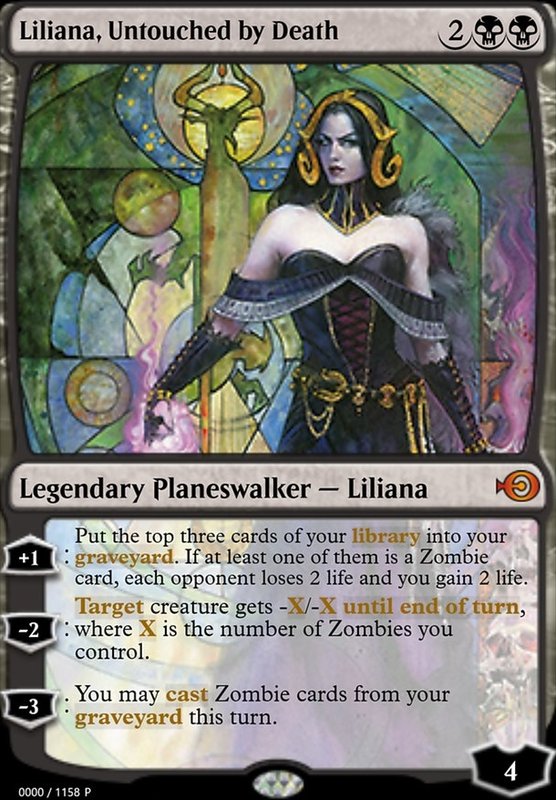 Liliana, Untouched by Death 2
Legendary Planeswalker — Liliana
Put the top three cards of your library into your
+1 : graveyard. If at least one of them is a Zombie
card, each opponent loses 2 life and you gain 2 life.
Target creature gets -X/-X until end of turn,
-2 : where X is the number of Zombies you
control.
-3 : You may cast Zombie cards from your
graveyard this turn.
4
0000 / 1158 P